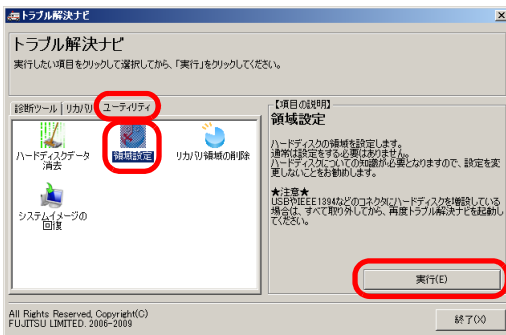 トラブル解決ナビ
トラブル解決ナビ
実行したい項目をクリックして選択してから、「実行」をクリックしてください。
診断ツール
リカバリ
ユーティリティ
ハードディスクデータ
消去
領域設定
リカバリ領域の削除
システムイメージの
回復
【項目の説明】
領域設定
ハードディスクの領域を設定します。
通常は設定をする必要はありません。
ハードディスクについての知識が必要となりますので、設定を変
更しないことをお勧めします。
★注意★
USBやIEEE1394などのコネクタにハードディスクを増設している
場合は、すべて取り外してから、再度トラブル解決ナビを起動し
てください。
実行(E)
All Rights Reserved, Copyright(C)
FUJITSU LIMITED. 2006-2009
終了(X)